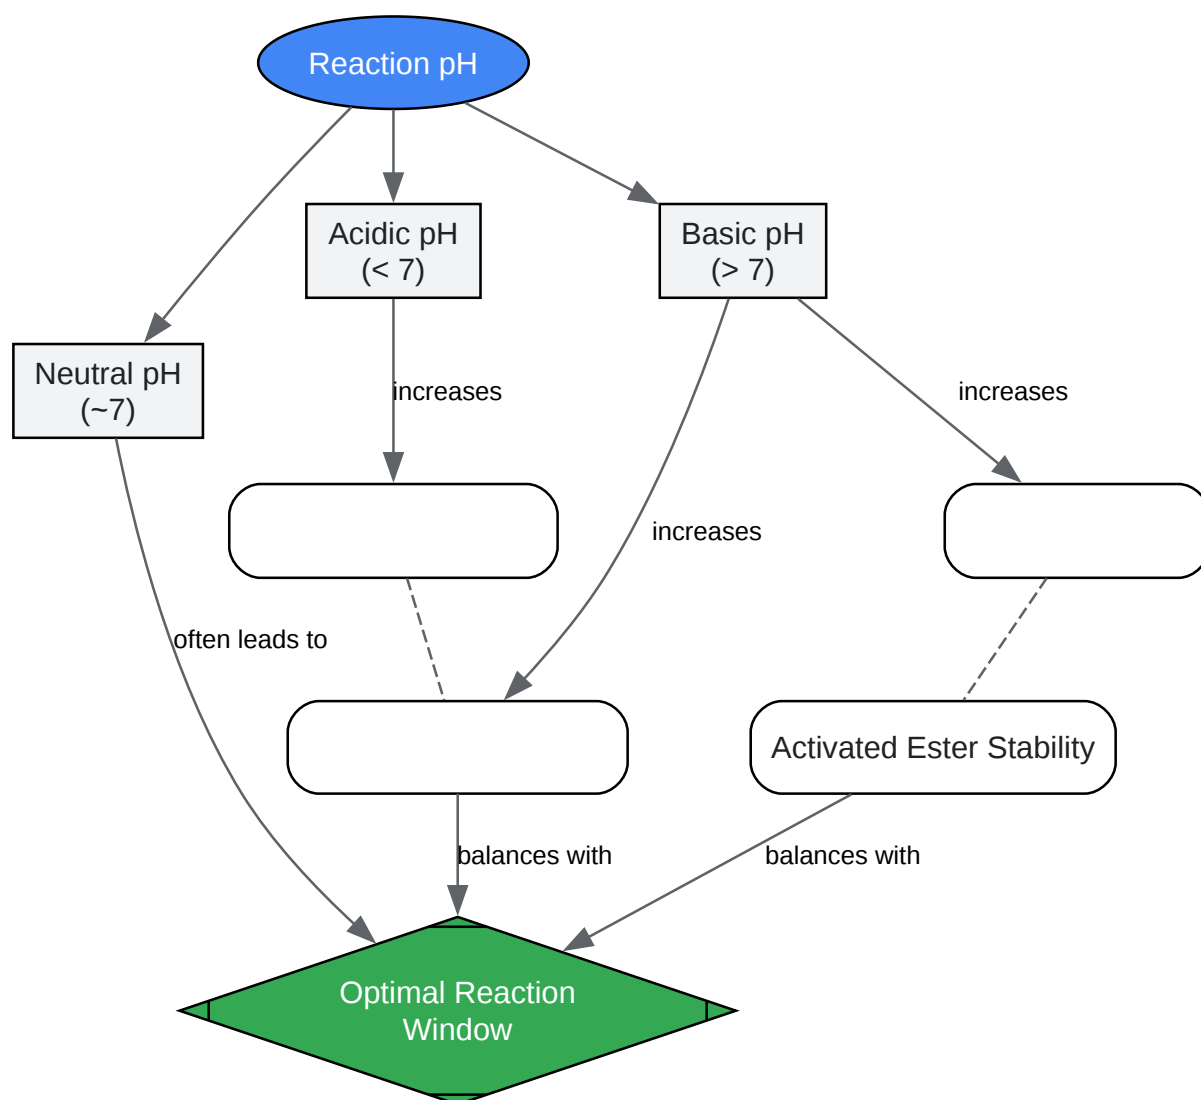 Reaction pH
Acidic pH
(< 7)
Basic pH
(> 7)
Neutral pH
(~7)
increases
increases
increases
often leads to
Activated Ester Stability
balances with
balances with
Optimal Reaction
Window